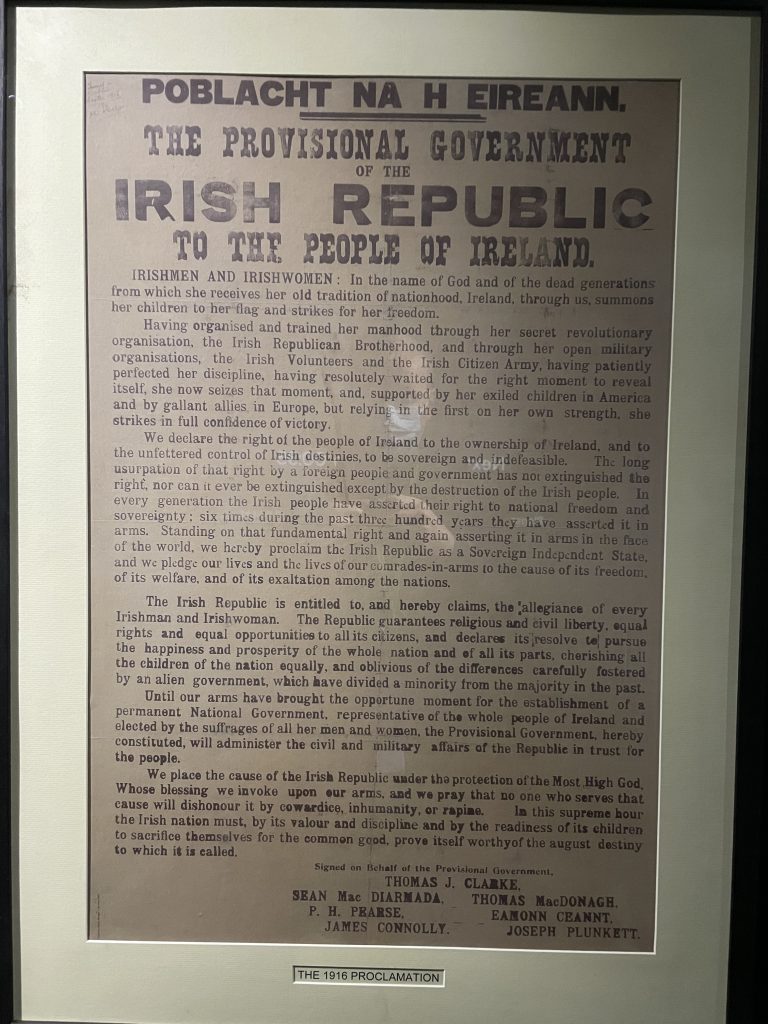 POBLACHT NA H EIREANN.
THE PROVISIONAL GOVERNMENT
OF THE
IRISH REPUBLIC
TO THE PEOPLE OF IRELAND.
IRISHMEN AND IRISHWOMEN: In the name of God and of the dead generations
from which she receives her old tradition of nationhood, Ireland, through us, summons
her children to her flag and strikes for her freedom.
Having organised and trained her manhood through her secret revolutionary
organisation, the Irish Republican Brotherhood, and through her open military
organisations, the Irish Volunteers and the Irish Citizen Army, having patiently
perfected her discipline, having resolutely waited for the right moment to reveal
itself, she now seizes that moment, and, supported by her exiled children in America
and by gallant allies in Europe, but relying in the first on her own strength, she
strikes in full confidence of victory.
We declare the right of the people of Ireland to the ownership of Ireland, and to
the unfettered control of Irish destinies, to be sovereign and indefeasible. The long
usurpation of that right by a foreign people and government has not extinguished the
right, nor can it ever be extinguished except by the destruction of the Irish people. In
every generation the Irish people have asserted their right to national freedom and
sovereignty; six times during the past three hundred years they have asserted it in
arms. Standing on that fundamental right and again asserting it in arms in the face
of the world, we hereby proclaim the Irish Republic as a Sovereign Independent State,
and we pledge our lives and the lives of our comrades-in-arms to the cause of its freedom,
of its welfare, and of its exaltation among the nations.
The Irish Republic is entitled to, and hereby claims, the allegiance of every
Irishman and Irishwoman. The Republic guarantees religious and civil liberty, equal
rights and equal opportunities to all its citizens, and declares its resolve to pursue
the happiness and prosperity of the whole nation and of all its parts, cherishing all
the children of the nation equally, and oblivious of the differences carefully fostered
by an alien government, which have divided a minority from the majority in the past.
Until our arms have brought the opportune moment for the establishment of a
permanent National Government, representative of the whole people of Ireland and
elected by the suffrages of all her men and women, the Provisional Government, hereby
constituted, will administer the civil and military affairs of the Republic in trust for
the people.
We place the cause of the Irish Republic under the protection of the Most High God,
Whose blessing we invoke upon our arms, and we pray that no one who serves that
cause will dishonour it by cowardice, inhumanity, or rapine. In this supreme hour
the Irish nation must, by its valour and discipline and by the readiness of its children
to sacrifice themselves for the common good, prove itself worthy of the august destiny
to which it is called.
Signed on Behalf of the Provisional Government,
THOMAS J. CLARKE,
SEAN Mac DIARMADA, THOMAS MacDONAGH,
P. H. PEARSE, EAMONN CEANNT,
JAMES CONNOLLY. JOSEPH PLUNKETT.
THE 1916 PROCLAMATION